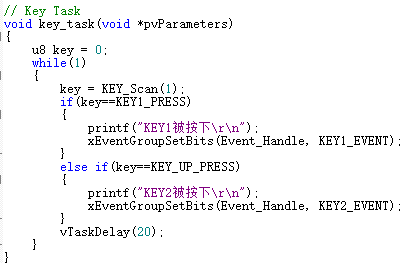 // Key Task
void key_task(void *pvParameters)
{
    u8 key = 0;
    while(1)
    {
        key = KEY_Scan(1);
        if(key==KEY1_PRESS)
        {
            printf("KEY1被按下\r\n");
            xEventGroupSetBits(Event_Handle, KEY1_EVENT);
        }
        else if(key==KEY_UP_PRESS)
        {
            printf("KEY2被按下\r\n");
            xEventGroupSetBits(Event_Handle, KEY2_EVENT);
        }
        vTaskDelay(20);
    }
}